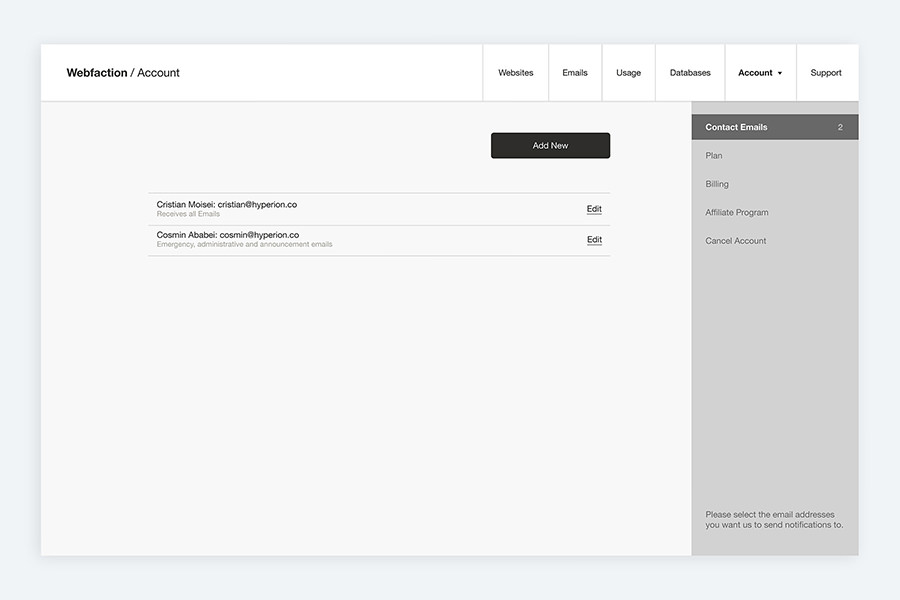 Webfaction / Account
Websites
Emails
Usage
Databases
Account
Support
Add New
Cristian Moisei: cristian@hyperion.co
Receives all Emails
Edit
Cosmin Ababei: cosmin@hyperion.co
Emergency, administrative and announcement emails
Edit
Contact Emails 2
Plan
Billing
Affiliate Program
Cancel Account
Please select the email addresses
you want us to send notifications to.